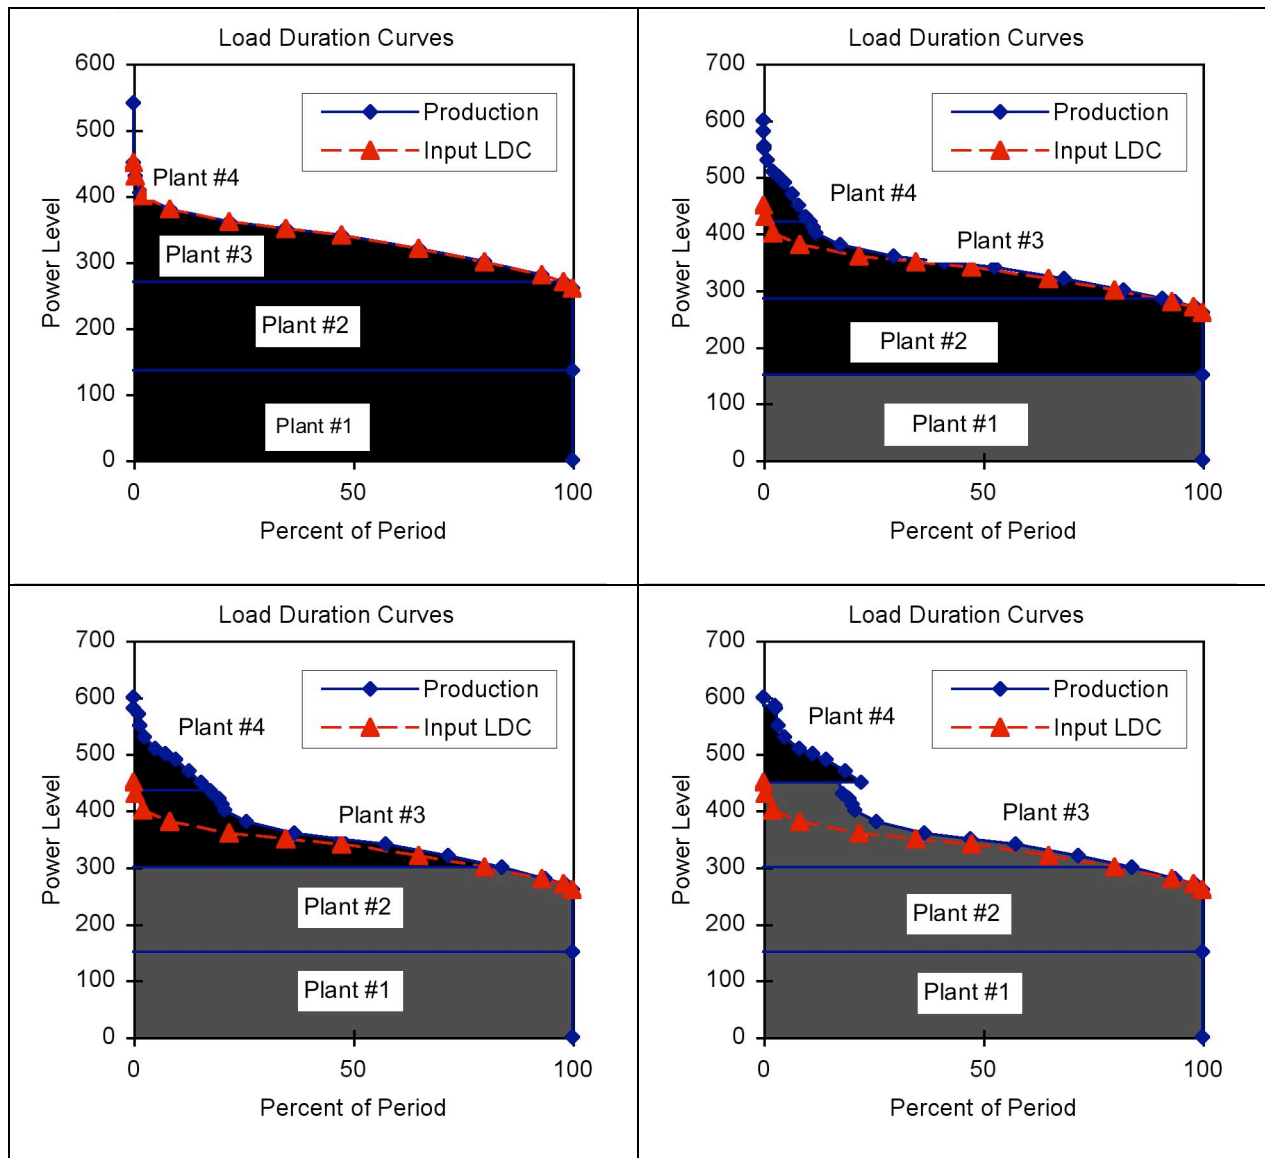 Load Duration Curves
600
500
400
300
200
100
0
Power Level
Production
Input LDC
Plant #4
Plant #3
Plant #2
Plant #1
0 50 100
Percent of Period
Load Duration Curves
700
600
500
400
300
200
100
0
Power Level
Production
Input LDC
Plant #4
Plant #3
Plant #2
Plant #1
0 50 100
Percent of Period
Load Duration Curves
700
600
500
400
300
200
100
0
Power Level
Production
Input LDC
Plant #4
Plant #3
Plant #2
Plant #1
0 50 100
Percent of Period
Load Duration Curves
700
600
500
400
300
200
100
0
Power Level
Production
Input LDC
Plant #4
Plant #3
Plant #2
Plant #1
0 50 100
Percent of Period